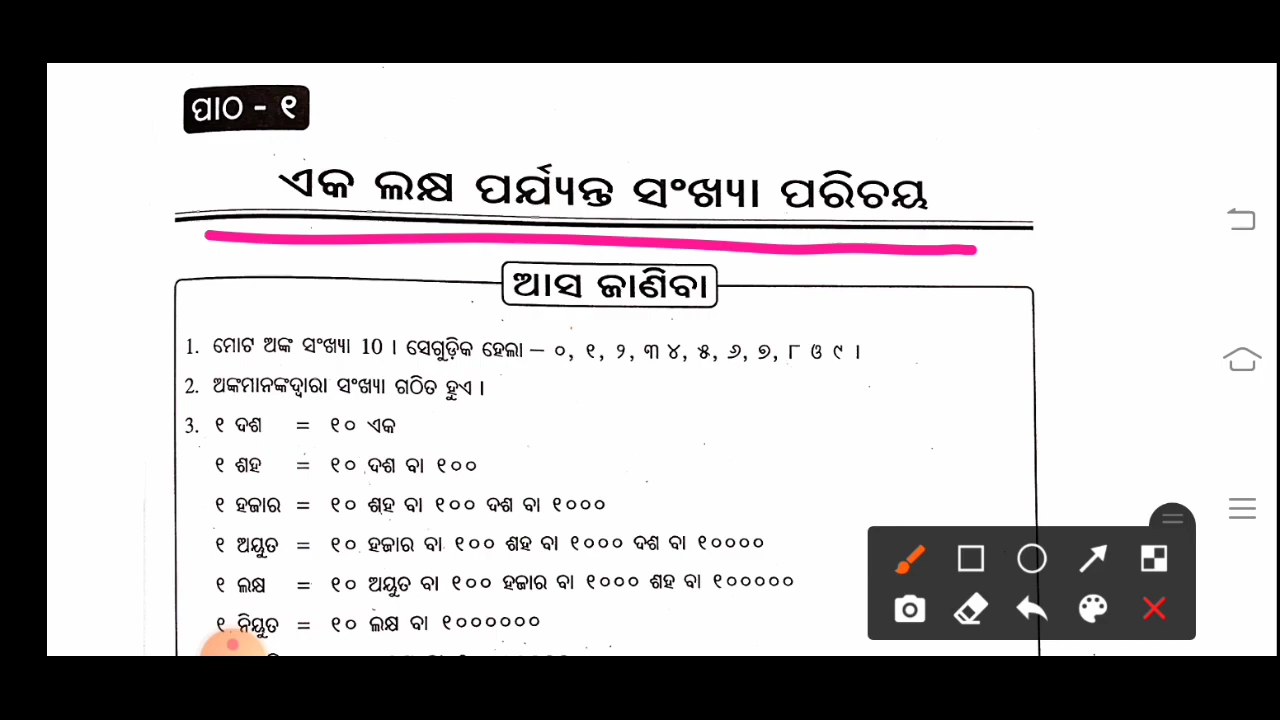 ପାଠ - ୧
ଏକ ଲକ୍ଷ ପର୍ଯ୍ୟନ୍ତ ସଂଖ୍ୟା ପରିଚୟ
ଆସ ଜାଣିବା
1. ମୋଟ ଅଙ୍କ ସଂଖ୍ୟା 10 । ସେଗୁଡ଼ିକ ହେଲା – ୦, ୧, ୨, ୩ ୪, ୫, ୬, ୭, ୮ ଓ ୯ ।
2. ଅଙ୍କମାନଙ୍କଦ୍ୱାରା ସଂଖ୍ୟା ଗଠିତ ହୁଏ ।
3. ୧ ଦଶ = ୧୦ ଏକ
୧ ଶହ = ୧୦ ଦଶ ବା ୧୦୦
୧ ହଜାର = ୧୦ ଶହ ବା ୧୦୦ ଦଶ ବା ୧୦୦୦
୧ ଅୟୁତ = ୧୦ ହଜାର ବା ୧୦୦ ଶହ ବା ୧୦୦୦ ଦଶ ବା ୧୦୦୦୦
୧ ଲକ୍ଷ = ୧୦ ଅୟୁତ ବା ୧୦୦ ହଜାର ବା ୧୦୦୦ ଶହ ବା ୧୦୦୦୦୦
୧ ନିୟୁତ = ୧୦ ଲକ୍ଷ ବା ୧୦୦୦୦୦୦